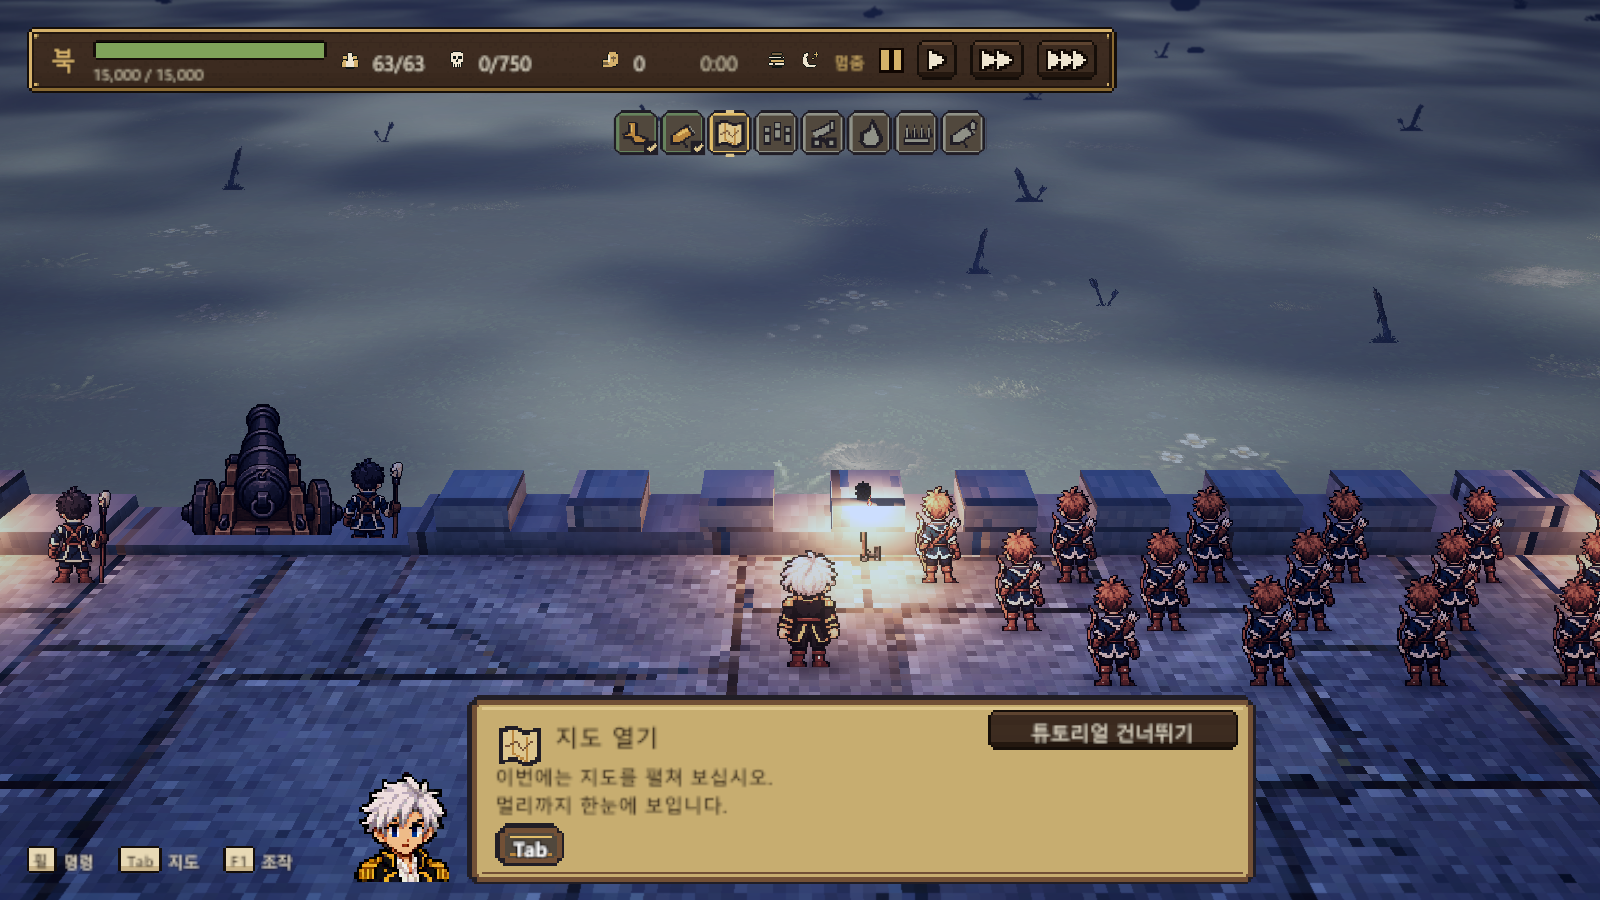 북
15,000 / 15,000
63/63
0/750
0
0:00
멈춤
튜토리얼 건너뛰기
지도 열기
이번에는 지도를 펼쳐 보십시오.
멀리까지 한눈에 보입니다.
Tab
휠 명령
Tab 지도
F1 조작